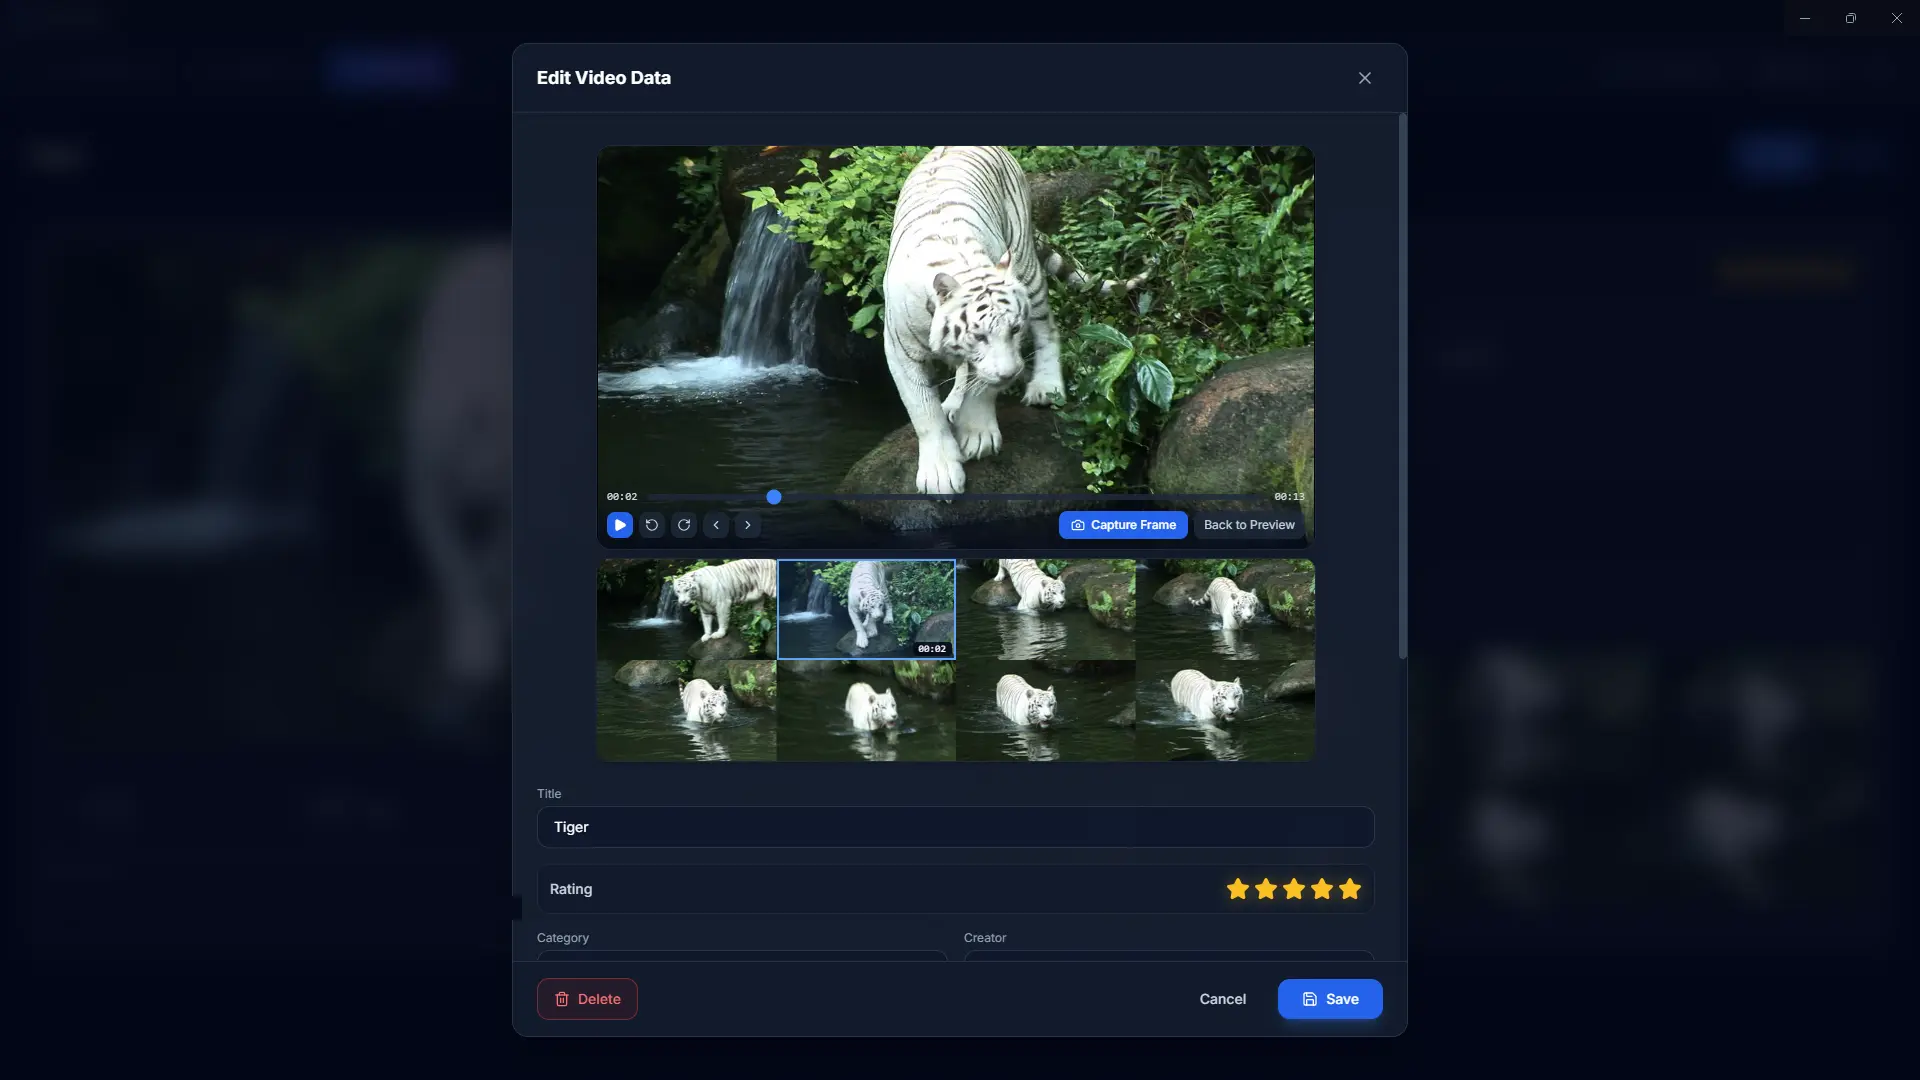 Edit Video Data
00:02
00:13
Capture Frame
Back to Preview
00:02
Title
Tiger
Rating
Category
Creator
Delete
Cancel
Save